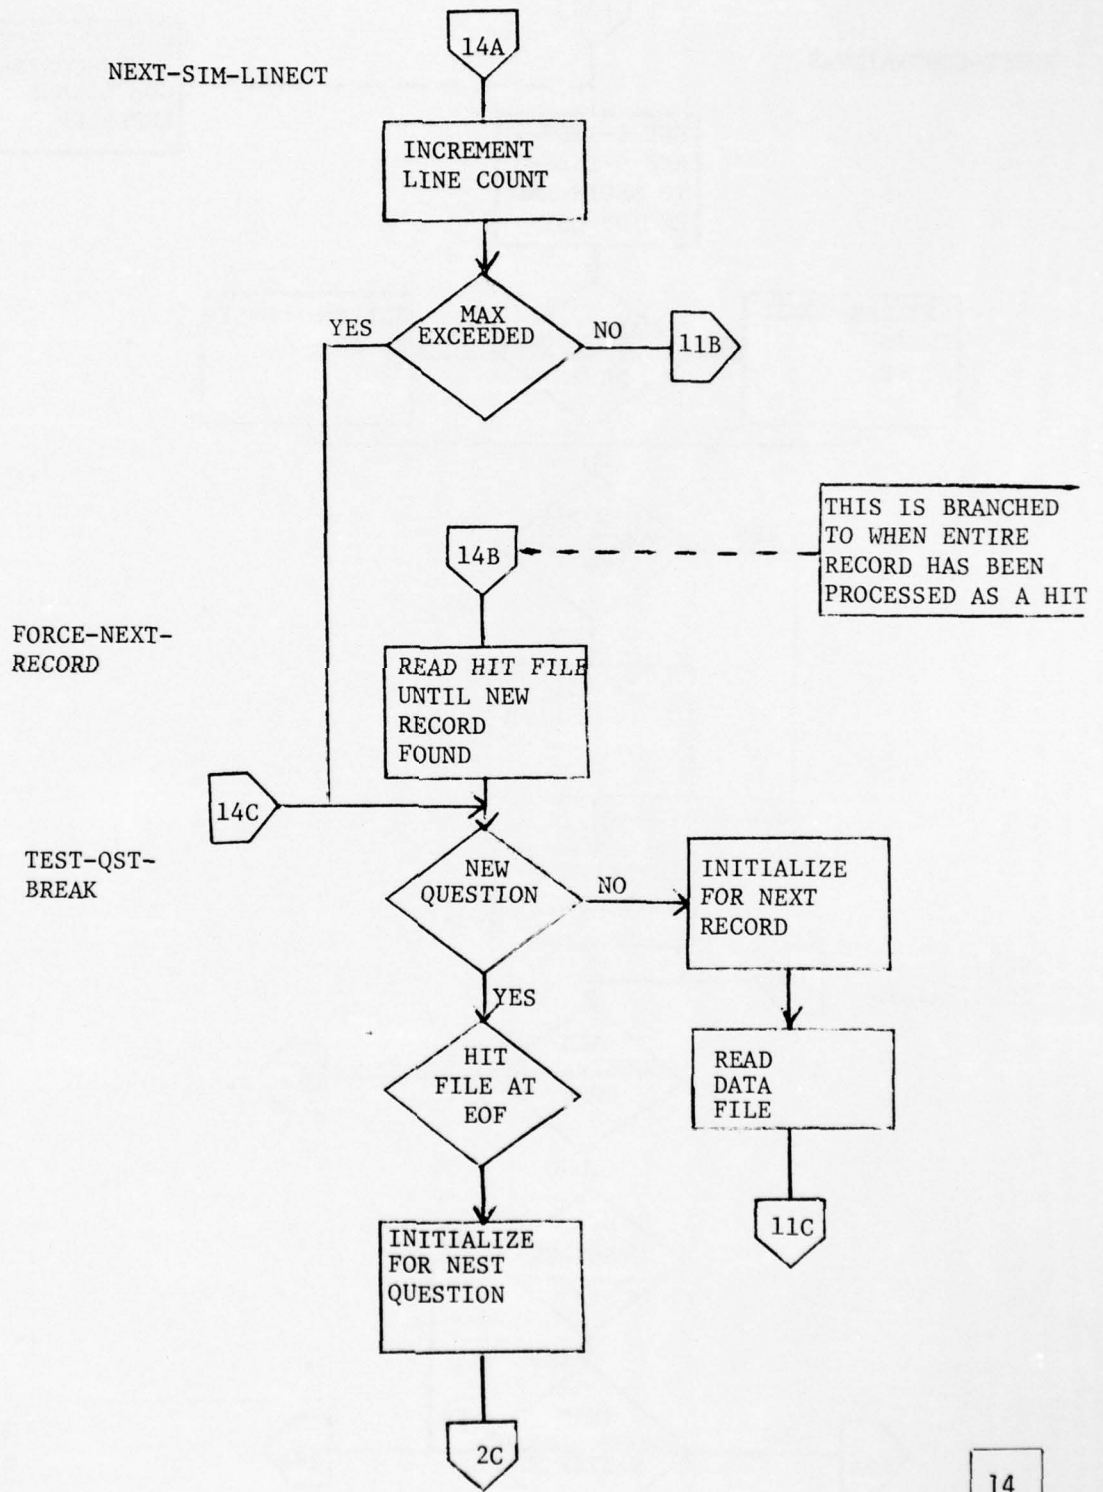 14A
NEXT-SIM-LINECT
INCREMENT
LINE COUNT
MAX
EXCEEDED
YES
NO
11B
THIS IS BRANCHED
TO WHEN ENTIRE
RECORD HAS BEEN
PROCESSED AS A HIT
14B
FORCE-NEXT-
RECORD
READ HIT FILE
UNTIL NEW
RECORD
FOUND
14C
TEST-QST-
BREAK
NEW
QUESTION
NO
INITIALIZE
FOR NEXT
RECORD
YES
HIT
FILE AT
EOF
READ
DATA
FILE
11C
INITIALIZE
FOR NEST
QUESTION
2C
14